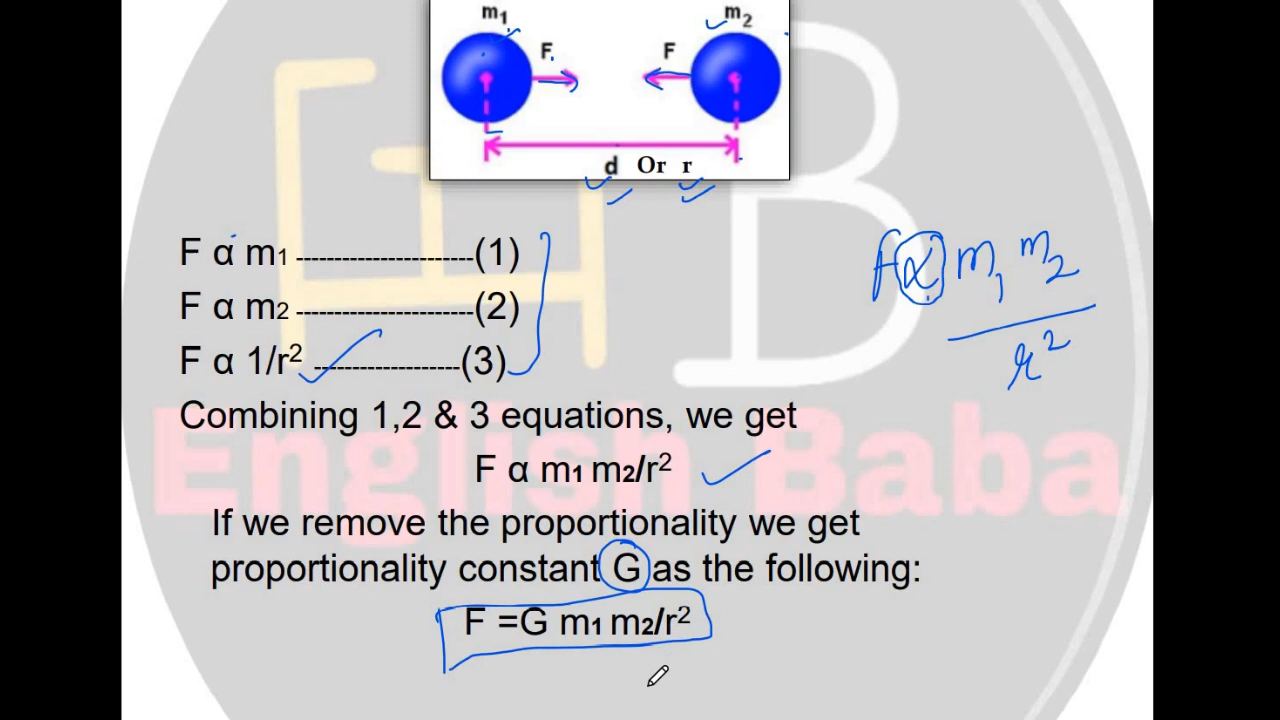 m₁ m₂
F F
d Or r
F α m₁ ----------------------(1)
F α m₂ ----------------------(2)
F α 1/r² ------------------(3)
F α m₁ m₂
r²
Combining 1,2 & 3 equations, we get
F α m₁ m₂/r²
If we remove the proportionality we get
proportionality constant G as the following:
F =G m₁ m₂/r²
English Baba